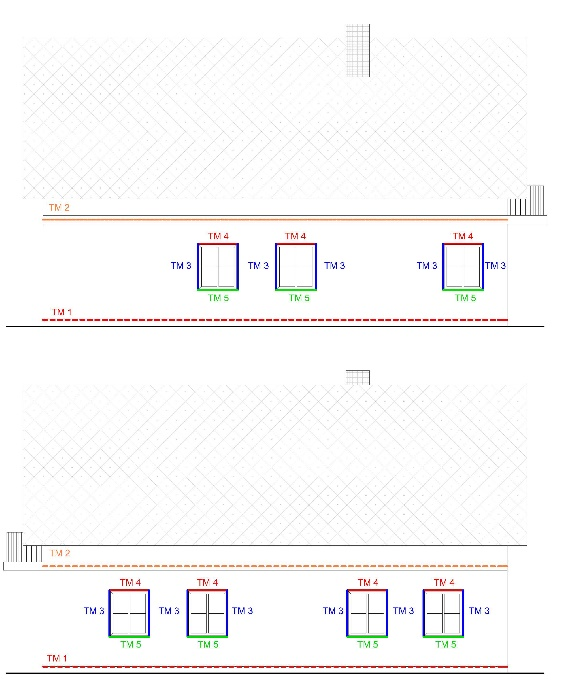 TM 2
TM 4 TM 4 TM 4
TM 3 TM 3 TM 3 TM 3 TM 3
TM 5 TM 5 TM 5
TM 1
TM 2
TM 4 TM 4 TM 4 TM 4
TM 3 TM 3 TM 3 TM 3 TM 3 TM 3
TM 5 TM 5 TM 5 TM 5
TM 1